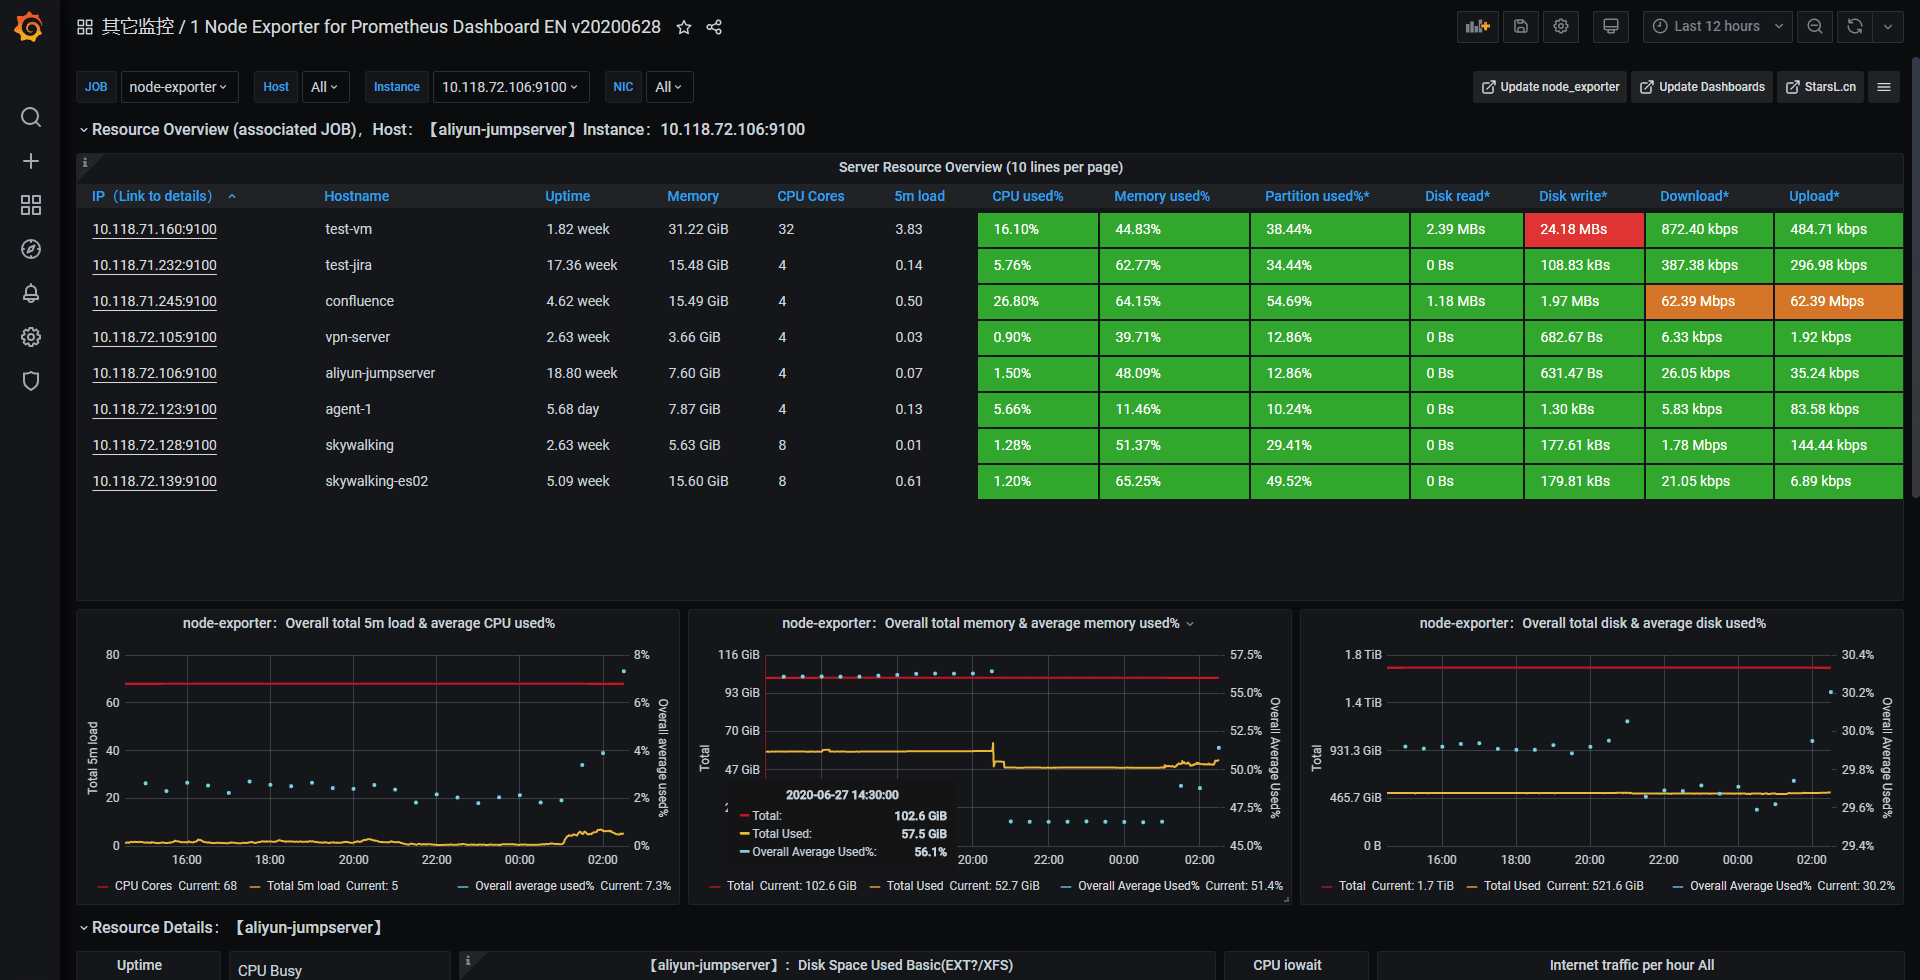 其它监控 / 1 Node Exporter for Prometheus Dashboard EN v20200628
Last 12 hours
JOB node-exporter Host All Instance 10.118.72.106:9100 NIC All
Update node_exporter Update Dashboards StarsL.cn
Resource Overview (associated JOB)，Host：【aliyun-jumpserver】Instance：10.118.72.106:9100
Server Resource Overview (10 lines per page)
IP（Link to details） Hostname Uptime Memory CPU Cores 5m load CPU used% Memory used% Partition used%* Disk read* Disk write* Download* Upload*
10.118.71.160:9100 test-vm 1.82 week 31.22 GiB 32 3.83 16.10% 44.83% 38.44% 2.39 MBs 24.18 MBs 872.40 kbps 484.71 kbps
10.118.71.232:9100 test-jira 17.36 week 15.48 GiB 4 0.14 5.76% 62.77% 34.44% 0 Bs 108.83 kBs 387.38 kbps 296.98 kbps
10.118.71.245:9100 confluence 4.62 week 15.49 GiB 4 0.50 26.80% 64.15% 54.69% 1.18 MBs 1.97 MBs 62.39 Mbps 62.39 Mbps
10.118.72.105:9100 vpn-server 2.63 week 3.66 GiB 4 0.03 0.90% 39.71% 12.86% 0 Bs 682.67 Bs 6.33 kbps 1.92 kbps
10.118.72.106:9100 aliyun-jumpserver 18.80 week 7.60 GiB 4 0.07 1.50% 48.09% 12.86% 0 Bs 631.47 Bs 26.05 kbps 35.24 kbps
10.118.72.123:9100 agent-1 5.68 day 7.87 GiB 4 0.13 5.66% 11.46% 10.24% 0 Bs 1.30 kBs 5.83 kbps 83.58 kbps
10.118.72.128:9100 skywalking 2.63 week 5.63 GiB 8 0.01 1.28% 51.37% 29.41% 0 Bs 177.61 kBs 1.78 Mbps 144.44 kbps
10.118.72.139:9100 skywalking-es02 5.09 week 15.60 GiB 8 0.61 1.20% 65.25% 49.52% 0 Bs 179.81 kBs 21.05 kbps 6.89 kbps
node-exporter：Overall total 5m load & average CPU used%
80
60
40
20
0
Total 5m load
8%
6%
4%
2%
0%
Overall average used%
16:00 18:00 20:00 22:00 00:00 02:00
CPU Cores Current: 68 Total 5m load Current: 5 Overall average used% Current: 7.3%
node-exporter：Overall total memory & average memory used%
116 GiB
93 GiB
70 GiB
47 GiB
2
Total
57.5%
55.0%
52.5%
50.0%
47.5%
45.0%
Overall Average Used%
2020-06-27 14:30:00
Total: 102.6 GiB
Total Used: 57.5 GiB
Overall Average Used%: 56.1%
20:00 22:00 00:00 02:00
Total Current: 102.6 GiB Total Used Current: 52.7 GiB Overall Average Used% Current: 51.4%
node-exporter：Overall total disk & average disk used%
1.8 TiB
1.4 TiB
931.3 GiB
465.7 GiB
0 B
Total
30.4%
30.2%
30.0%
29.8%
29.6%
29.4%
Overall Average Used%
16:00 18:00 20:00 22:00 00:00 02:00
Total Current: 1.7 TiB Total Used Current: 521.6 GiB Overall Average Used% Current: 30.2%
Resource Details：【aliyun-jumpserver】
Uptime
CPU Busy
【aliyun-jumpserver】：Disk Space Used Basic(EXT?/XFS)
CPU iowait
Internet traffic per hour All